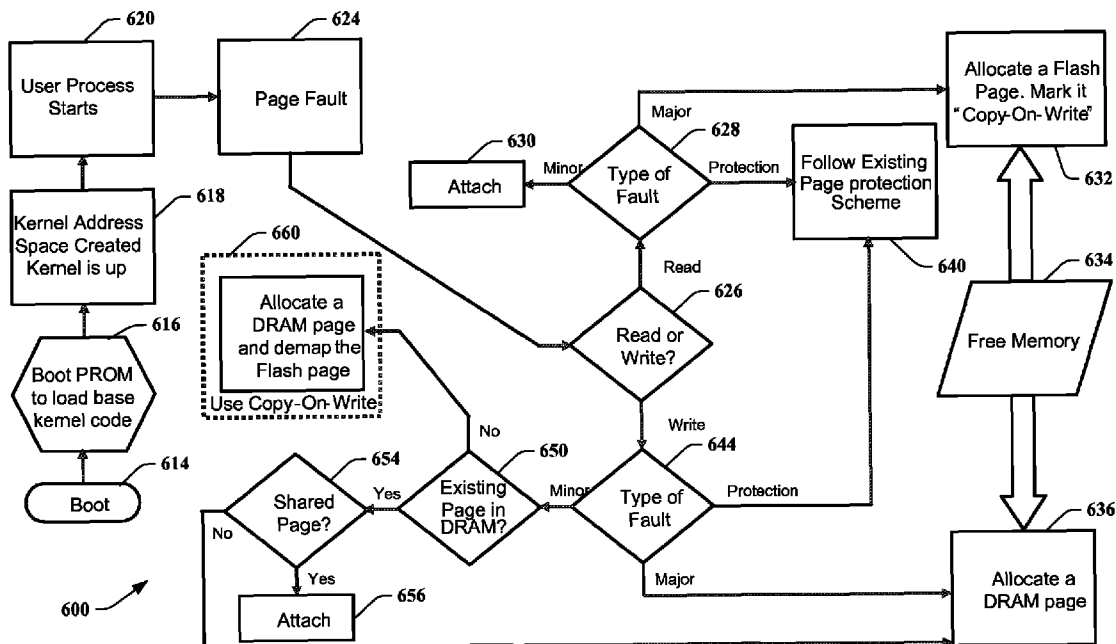 620
User Process
Starts
624
Page Fault
618
Kernel Address
Space Created
Kernel is up
616
Boot PROM
to load base
kernel code
614
Boot
600
660
Allocate a
DRAM page
and demap the
Flash page
Use Copy-On-Write
630
Attach
Minor
Major
628
Type of
Fault
Protection
Read
626
Read or
Write?
Write
Allocate a Flash
Page. Mark it
"Copy-On-Write"
632
Follow Existing
Page protection
Scheme
640
634
Free Memory
644
Type of
Fault
Protection
Minor
Major
No
650
Existing
Page in
DRAM?
Yes
654
Shared
Page?
No
Yes
Attach
656
636
Allocate a
DRAM page